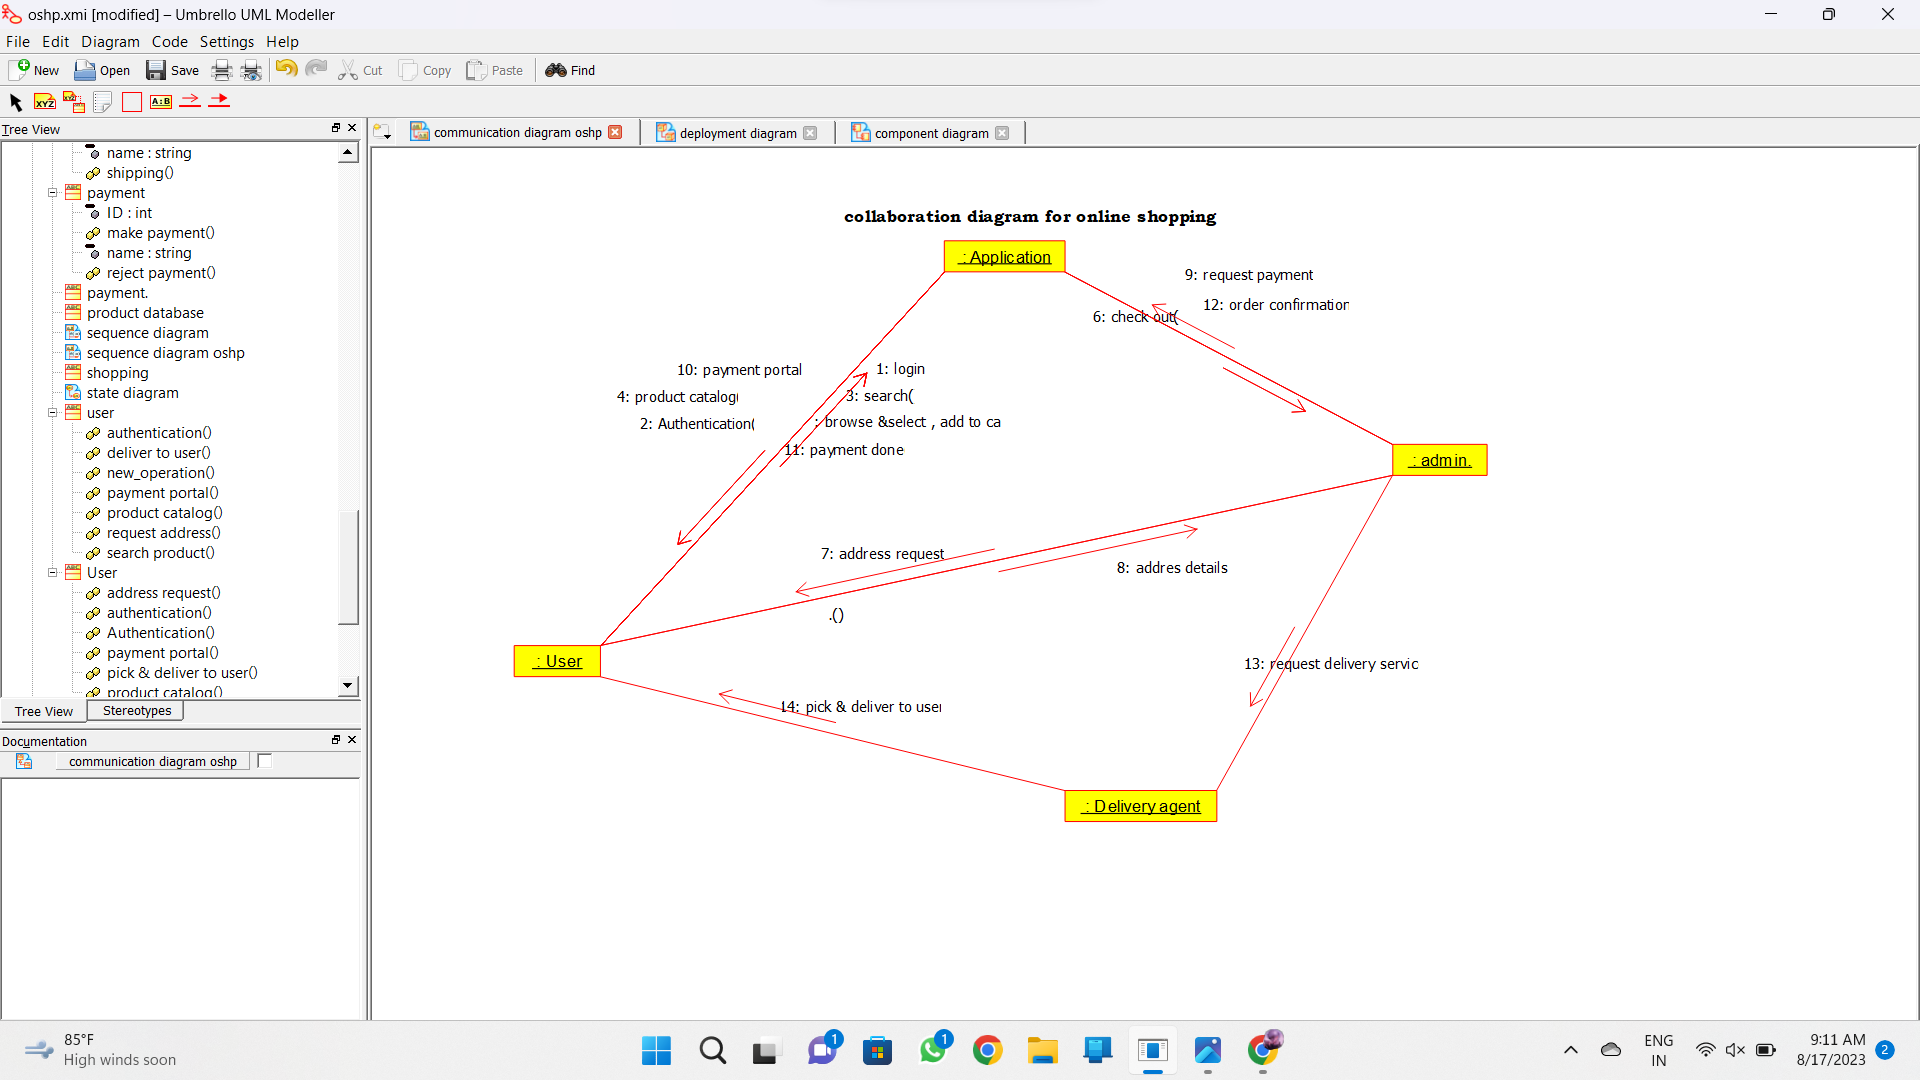 oshp.xmi [modified] – Umbrello UML Modeller
File Edit Diagram Code Settings Help
New Open Save Cut Copy Paste Find
XYZ XYZ A:B
Tree View
communication diagram oshp deployment diagram component diagram
name : string
shipping()
payment
ID : int
make payment()
name : string
reject payment()
payment.
product database
sequence diagram
sequence diagram oshp
shopping
state diagram
user
authentication()
deliver to user()
new_operation()
payment portal()
product catalog()
request address()
search product()
User
address request()
authentication()
Authentication()
payment portal()
pick & deliver to user()
product catalog()
Tree View Stereotypes
Documentation
communication diagram oshp
collaboration diagram for online shopping
: Application
9: request payment
12: order confirmation
6: check out(
10: payment portal
1: login
4: product catalog(
3: search(
2: Authentication(
: browse &select , add to ca
11: payment done
: admin.
7: address request
8: addres details
.()
: User
13: request delivery servic
14: pick & deliver to user
: Delivery agent
85°F
High winds soon
1
1
ENG
IN
9:11 AM
8/17/2023
2